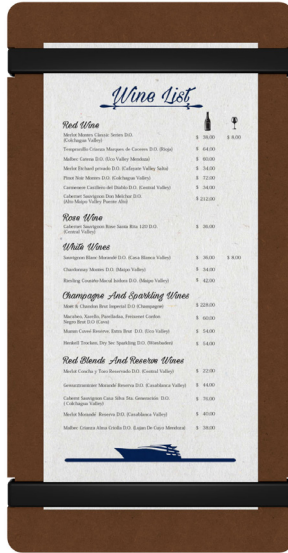 Wine List
Red Wine
Merlot Montes Classic Series D.O. $ 36.00 $ 8.00
(Colchagua Valley)
Tempranillo Crianza Marques de Caceres D.O. (Rioja) $ 64.00
Malbec Catena D.O. (Uco Valley Mendoza) $ 60.00
Merlot Etchard privado D.O. (Cafayate Valley Salta) $ 34.00
Pinot Noir Montes D.O. (Colchagua Valley) $ 72.00
Carmenere Casillero del Diablo D.O. (Central Valley) $ 34.00
Cabernet Sauvignon Don Melchor D.O. $ 212.00
(Alto Maipo Valley Puente Alto)
Rose Wine
Cabernet Sauvignon Rose Santa Rita 120 D.O. $ 36.00
(Central Valley)
White Wines
Sauvignon Blanc Morandé D.O. (Casa Blanca Valley) $ 36.00 $ 8.00
Chardonnay Montes D.O. (Maipo Valley) $ 34.00
Riesling Cousiño Macul Isidora D.O. (Maipo Valley) $ 42.00
Champagne And Sparkling Wines
Moët & Chandon Brut Imperial D.O. (Champagne) $ 228.00
Macabeo, Xarello, Parellada, Freixenet Cordon $ 60.00
Negro Brut D.O (Cava)
Mumm Cuvee Reserve, Extra Brut D.O. (Uco Valley) $ 54.00
Henkell Trocken, Dry Sec Sparkling D.O. (Wiesbaden) $ 54.00
Red Blends And Reserve Wines
Merlot Concha y Toro Reservado D.O. (Central Valley) $ 32.00
Gewurztraminer Morandé Reserva D.O. (Casablanca Valley) $ 44.00
Cabernet Sauvignon Casa Silva 5ta. Generación D.O. $ 70.00
( Colchagua Valley)
Merlot Morandé Reserva D.O. (Casablanca Valley) $ 40.00
Malbec Crianza Altea Grilla D.O. (Lujan De Cuyo Mendoza) $ 39.00